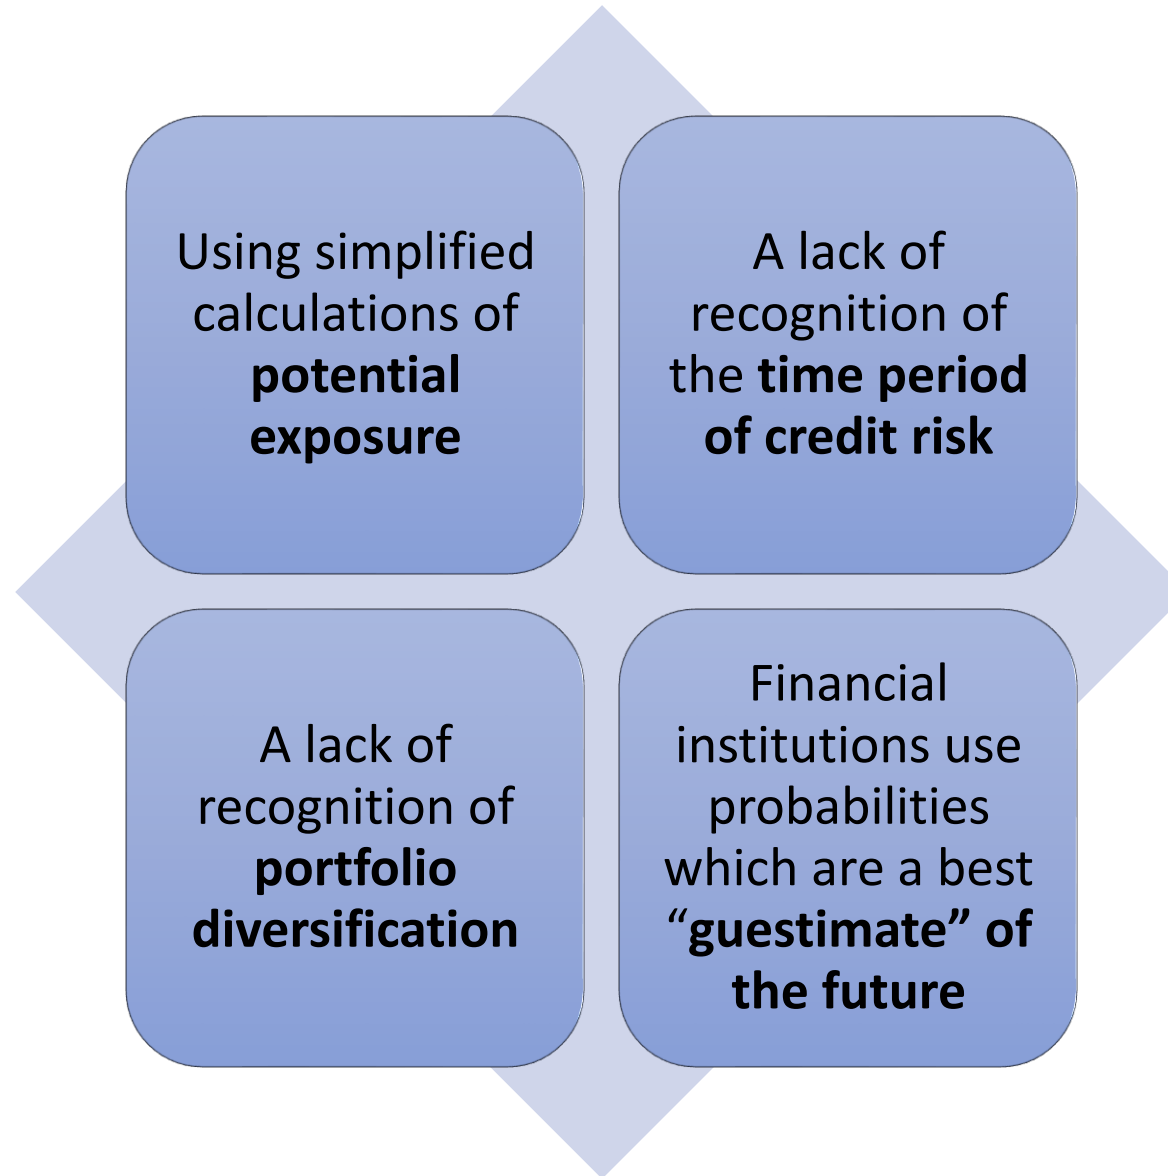 Using simplified
calculations of
potential
exposure
A lack of
recognition of
the time period
of credit risk
A lack of
recognition of
portfolio
diversification
Financial
institutions use
probabilities
which are a best
“guestimate” of
the future